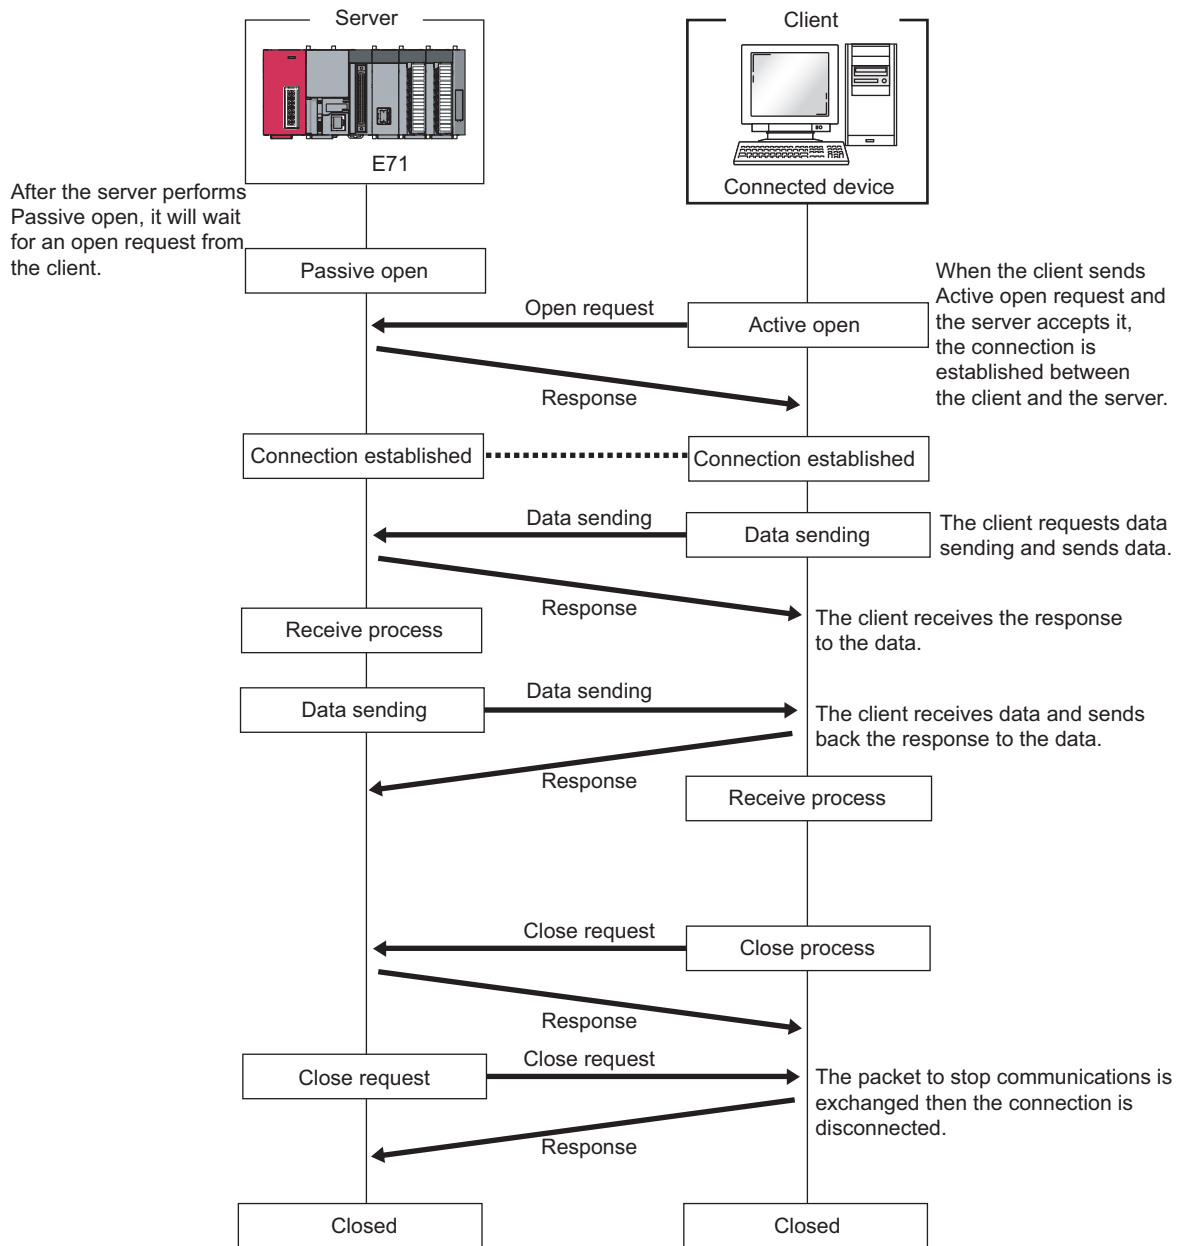 Server
Client
E71
Connected device
After the server performs
Passive open, it will wait
for an open request from
the client.
Passive open
When the client sends
Active open request and
the server accepts it,
the connection is
established between
the client and the server.
Open request
Active open
Response
Connection established
Connection established
Data sending
Data sending
The client requests data
sending and sends data.
Response
The client receives the response
to the data.
Receive process
Data sending
Data sending
The client receives data and sends
back the response to the data.
Response
Receive process
Close request
Close process
Response
Close request
Close request
The packet to stop communications is
exchanged then the connection is
disconnected.
Response
Closed
Closed